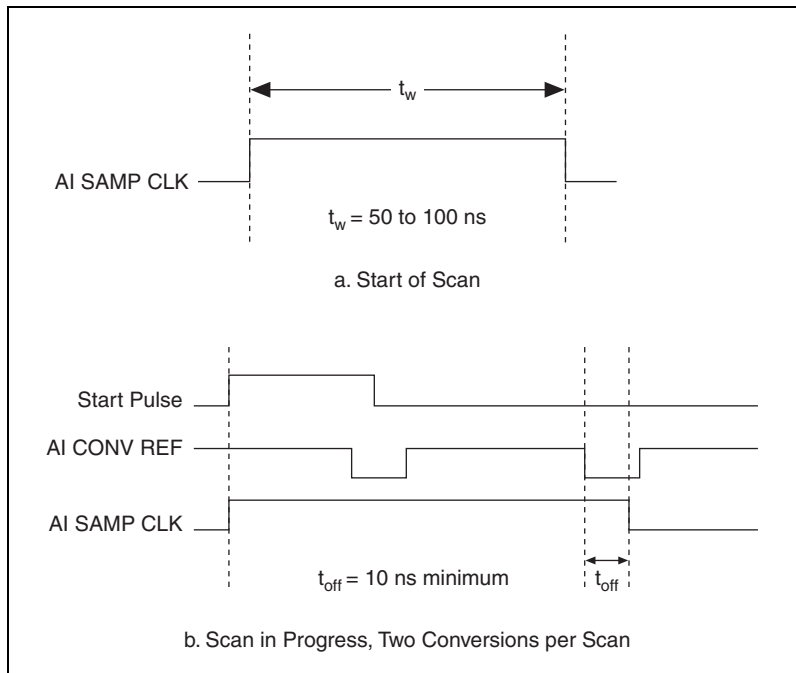 t_w
AI SAMP CLK
t_w = 50 to 100 ns
a. Start of Scan
Start Pulse
AI CONV REF
AI SAMP CLK
t_off = 10 ns minimum
t_off
b. Scan in Progress, Two Conversions per Scan